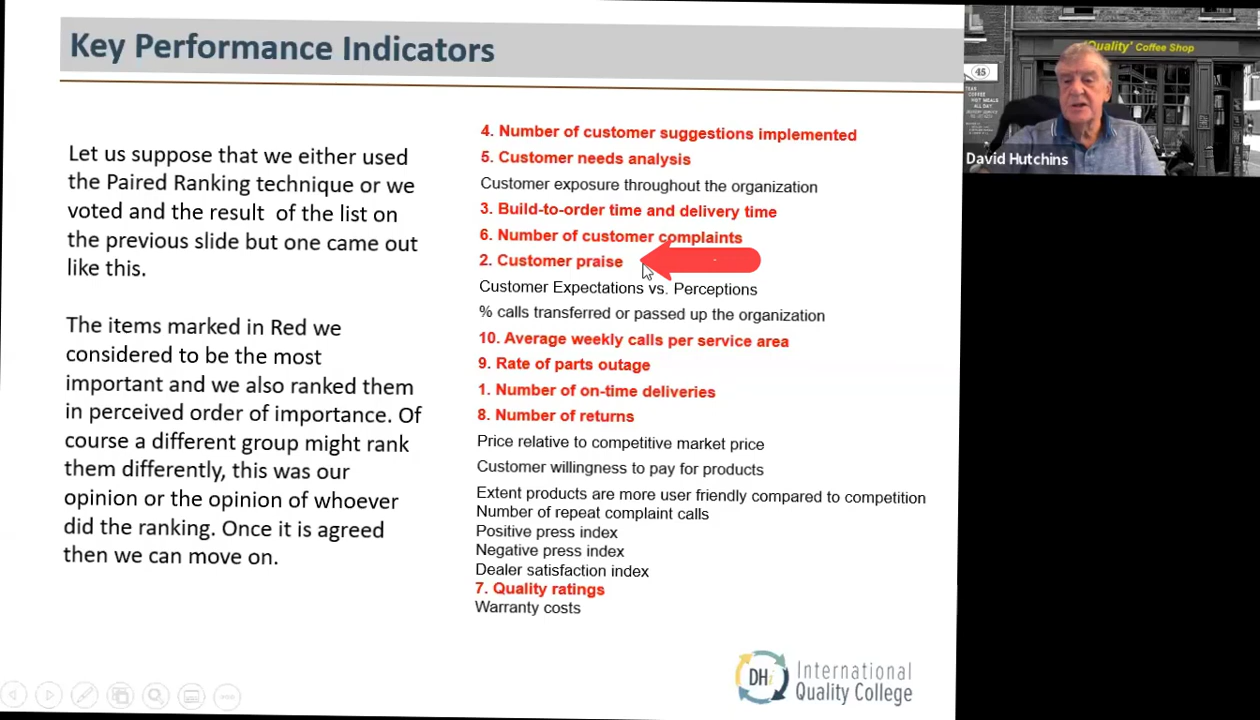 Key Performance Indicators
Let us suppose that we either used
the Paired Ranking technique or we
voted and the result of the list on
the previous slide but one came out
like this.
The items marked in Red we
considered to be the most
important and we also ranked them
in perceived order of importance. Of
course a different group might rank
them differently, this was our
opinion or the opinion of whoever
did the ranking. Once it is agreed
then we can move on.
4. Number of customer suggestions implemented
5. Customer needs analysis
Customer exposure throughout the organization
3. Build-to-order time and delivery time
6. Number of customer complaints
2. Customer praise
Customer Expectations vs. Perceptions
% calls transferred or passed up the organization
10. Average weekly calls per service area
9. Rate of parts outage
1. Number of on-time deliveries
8. Number of returns
Price relative to competitive market price
Customer willingness to pay for products
Extent products are more user friendly compared to competition
Number of repeat complaint calls
Positive press index
Negative press index
Dealer satisfaction index
7. Quality ratings
Warranty costs
DHi
International
Quality College
'Quality' Coffee Shop
45
David Hutchins